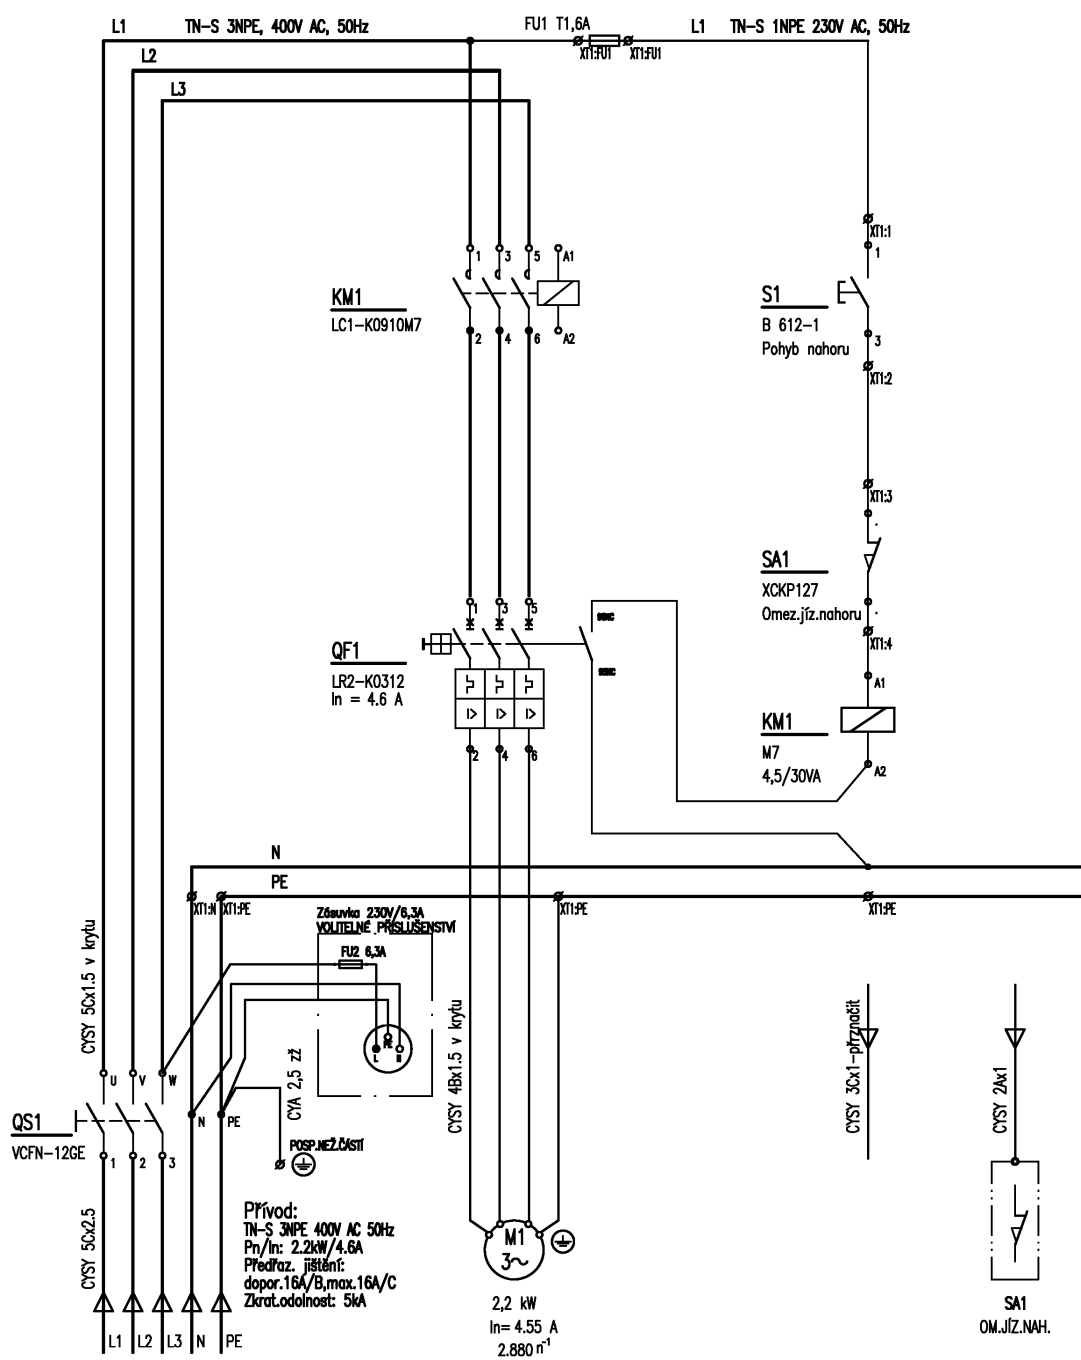 L1
TN-S 3NPE, 400V AC, 50Hz
FU1 T1,6A
L1
TN-S 1NPE 230V AC, 50Hz
XT1:FU1
XT1:FU1
L2
L3
XT1:1
1
1
3
5
A1
KM1
LC1-K0910M7
2
4
6
A2
S1
B 612-1
Pohyb nahoru
3
XT1:2
XT1:3
SA1
XCKP127
Omez.jíz.nahoru
XT1:4
1
3
5
95NC
QF1
LR2-K0312
In = 4.6 A
96NC
I>
I>
I>
2
4
6
A1
KM1
M7
4,5/30VA
A2
N
PE
XT1:N
XT1:PE
XT1:PE
XT1:PE
Zásuvka 230V/6,3A
VOLITELNÉ PŘÍSLUŠENSTVÍ
FU2 6,3A
L
PE
N
CYSY 5Cx1.5 v krytu
CYA 2,5 zž
CYSY 4Bx1.5 v krytu
CYSY 3Cx1-přrznačit
CYSY 2Ax1
U
V
W
QS1
VCFN-12GE
N
PE
1
2
3
POSP.NEŽ.ČÁSTÍ
CYSY 5Cx2.5
Přívod:
TN-S 3NPE 400V AC 50Hz
Pn/In: 2.2kW/4.6A
Předřaz. jištění:
dopor.16A/B,max.16A/C
Zkrat.odolnost: 5kA
M1
3~
2,2 kW
In= 4.55 A
2.880 n-1
SA1
OM.JÍZ.NAH.
L1
L2
L3
N
PE